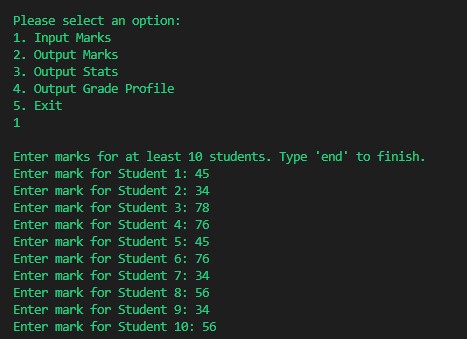 Please select an option:
1. Input Marks
2. Output Marks
3. Output Stats
4. Output Grade Profile
5. Exit
1
Enter marks for at least 10 students. Type 'end' to finish.
Enter mark for Student 1: 45
Enter mark for Student 2: 34
Enter mark for Student 3: 78
Enter mark for Student 4: 76
Enter mark for Student 5: 45
Enter mark for Student 6: 76
Enter mark for Student 7: 34
Enter mark for Student 8: 56
Enter mark for Student 9: 34
Enter mark for Student 10: 56